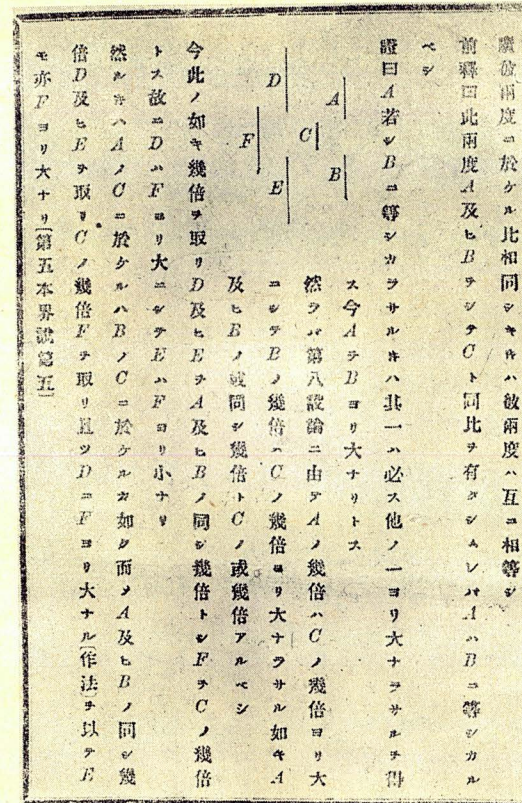 彼兩度ニ於ケル比相同シキキハ彼兩度ハ互ニ相等シ
前釋曰此兩度A及ヒBヲシテCト同比ヲ有タシムレバAハBニ等シカル
ベシ
證曰A若シBニ等シカラサルキハ其一ハ必ス他ノ一ヨリ大ナラサルヲ得
ス今AヲBヨリ大ナリトス
然ラバ第八設論ニ由テAノ幾倍ハCノ幾倍ヨリ大
ニシテBノ幾倍ハCノ幾倍ヨリ大ナラサル如キA
及ヒBノ或同シ幾倍トCノ或幾倍アルベシ
A
B
C
D
E
F
今此ノ如キ幾倍ヲ取リD及ヒEヲA及ヒBノ同シ幾倍トシFヲCノ幾倍
トス故ニDハFヨリ大ニシテEハFヨリ小ナリ
然ルキハAノCニ於ケルハBノCニ於ケルカ如シ而メA及ヒBノ同シ幾
倍D及ヒEヲ取リCノ幾倍Fヲ取リ且ツDニFヨリ大ナル[作法]ヲ以テE
モ亦Fヨリ大ナリ[第五本界説第五]